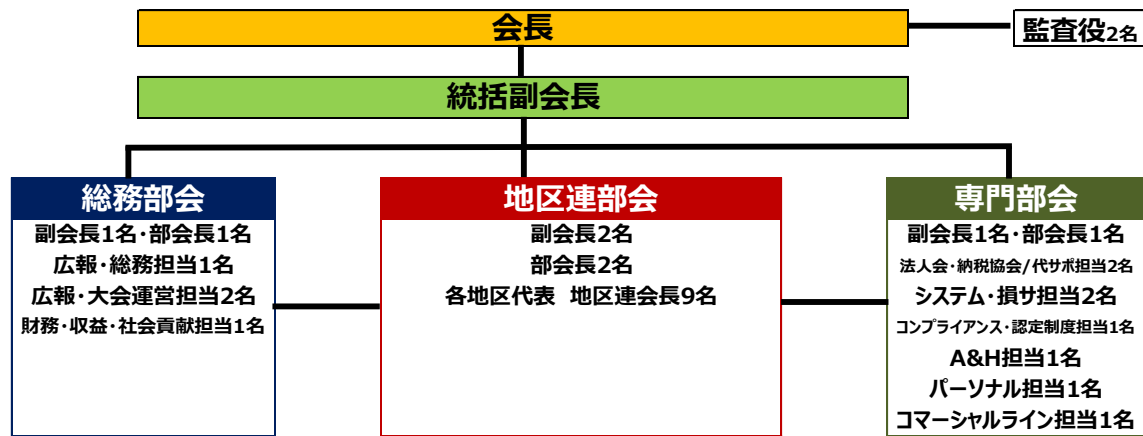 会長
監査役2名
統括副会長
総務部会
副会長1名・部会長1名
広報・総務担当1名
広報・大会運営担当2名
財務・収益・社会貢献担当1名
地区連部会
副会長2名
部会長2名
各地区代表 地区連会長9名
専門部会
副会長1名・部会長1名
法人会・納税協会/代サポ担当2名
システム・損サ担当2名
コンプライアンス・認定制度担当1名
A&H担当1名
パーソナル担当1名
コマーシャルライン担当1名